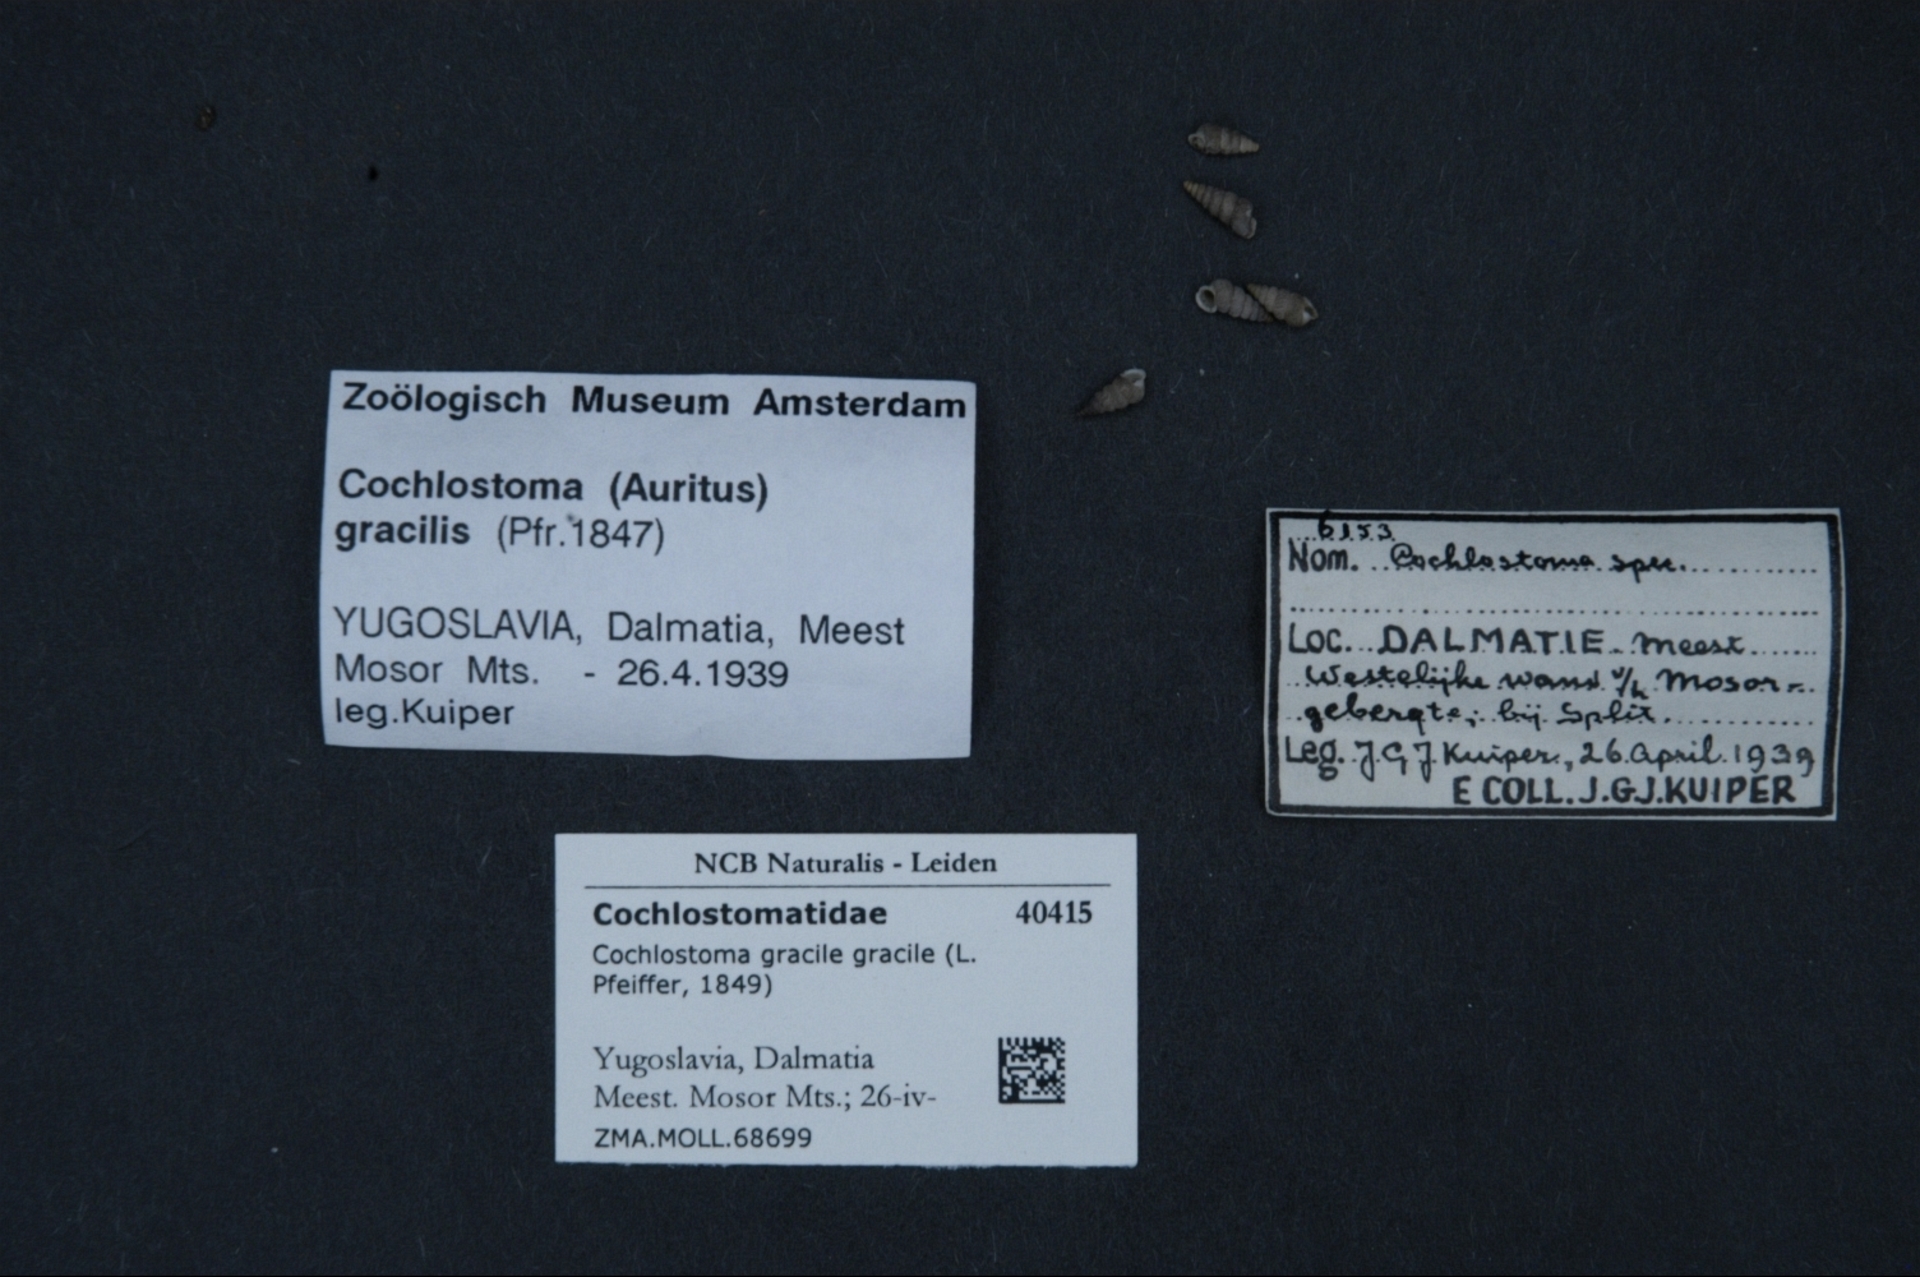 Zoölogisch Museum Amsterdam
Cochlostoma (Auritus)
gracilis (Pfr.1847)
YUGOSLAVIA, Dalmatia, Meest
Mosor Mts. - 26.4.1939
leg.Kuiper
6153
Nom. Cochlostoma spec.
Loc. DALMATIE. Meest
Westelijke wand v/h Mosor-
gebergte; bij Split.
Leg. J.G.J. Kuiper, 26. April. 1939
E COLL. J.G.J.KUIPER
NCB Naturalis - Leiden
Cochlostomatidae 40415
Cochlostoma gracile gracile (L.
Pfeiffer, 1849)
Yugoslavia, Dalmatia
Meest. Mosor Mts.; 26-iv-
ZMA.MOLL.68699